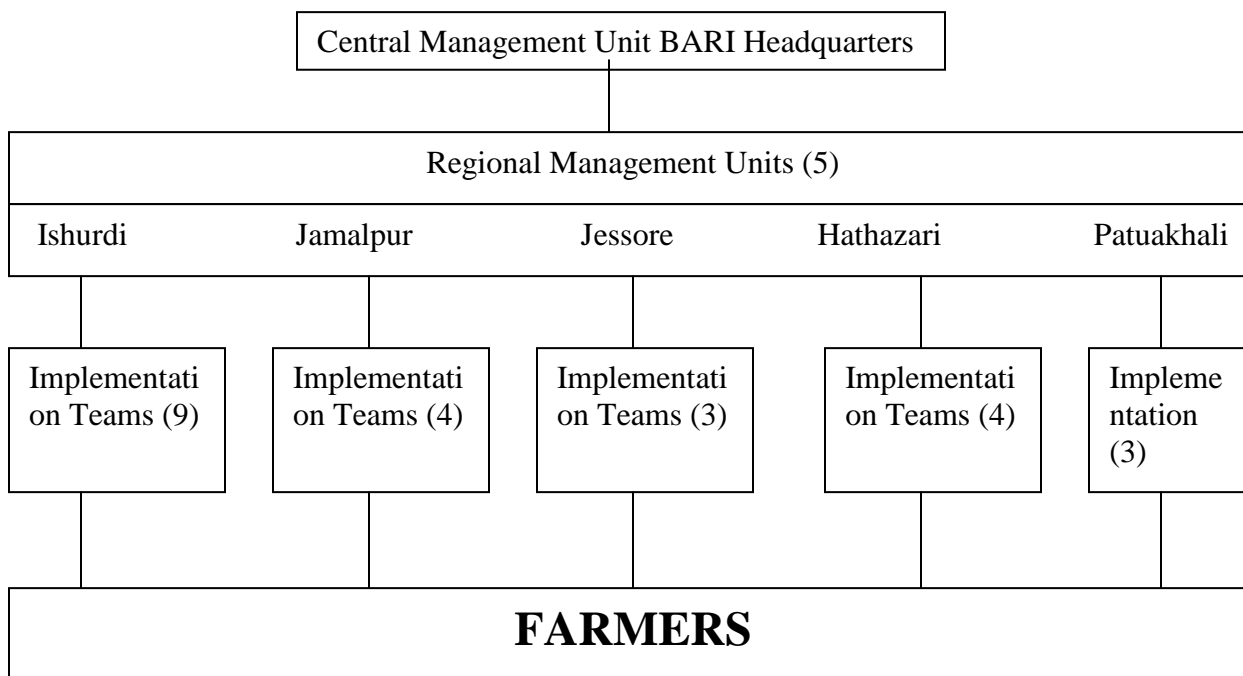 Central Management Unit BARI Headquarters
Regional Management Units (5)
Ishurdi Jamalpur Jessore Hathazari Patuakhali
Implementati
on Teams (9)
Implementati
on Teams (4)
Implementati
on Teams (3)
Implementati
on Teams (4)
Impleme
ntation
(3)
FARMERS